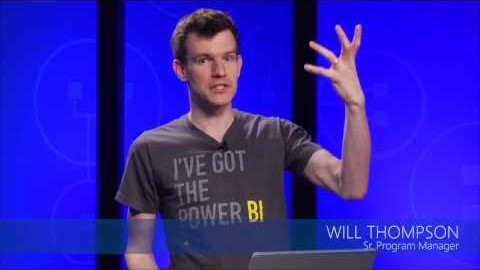 I'VE GOT
THE
POWER BI
WILL THOMPSON
Sr. Program Manager